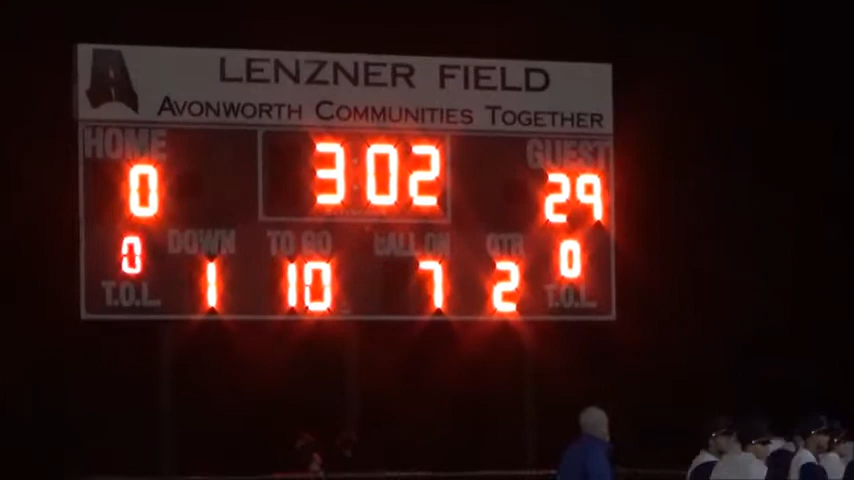 A LENZNER FIELD
AVONWORTH COMMUNITIES TOGETHER
HOME 3:02 GUEST
0 29
0 DOWN TO GO BALL ON QTR 0
T.O.L. 1 10 7 2 T.O.L.